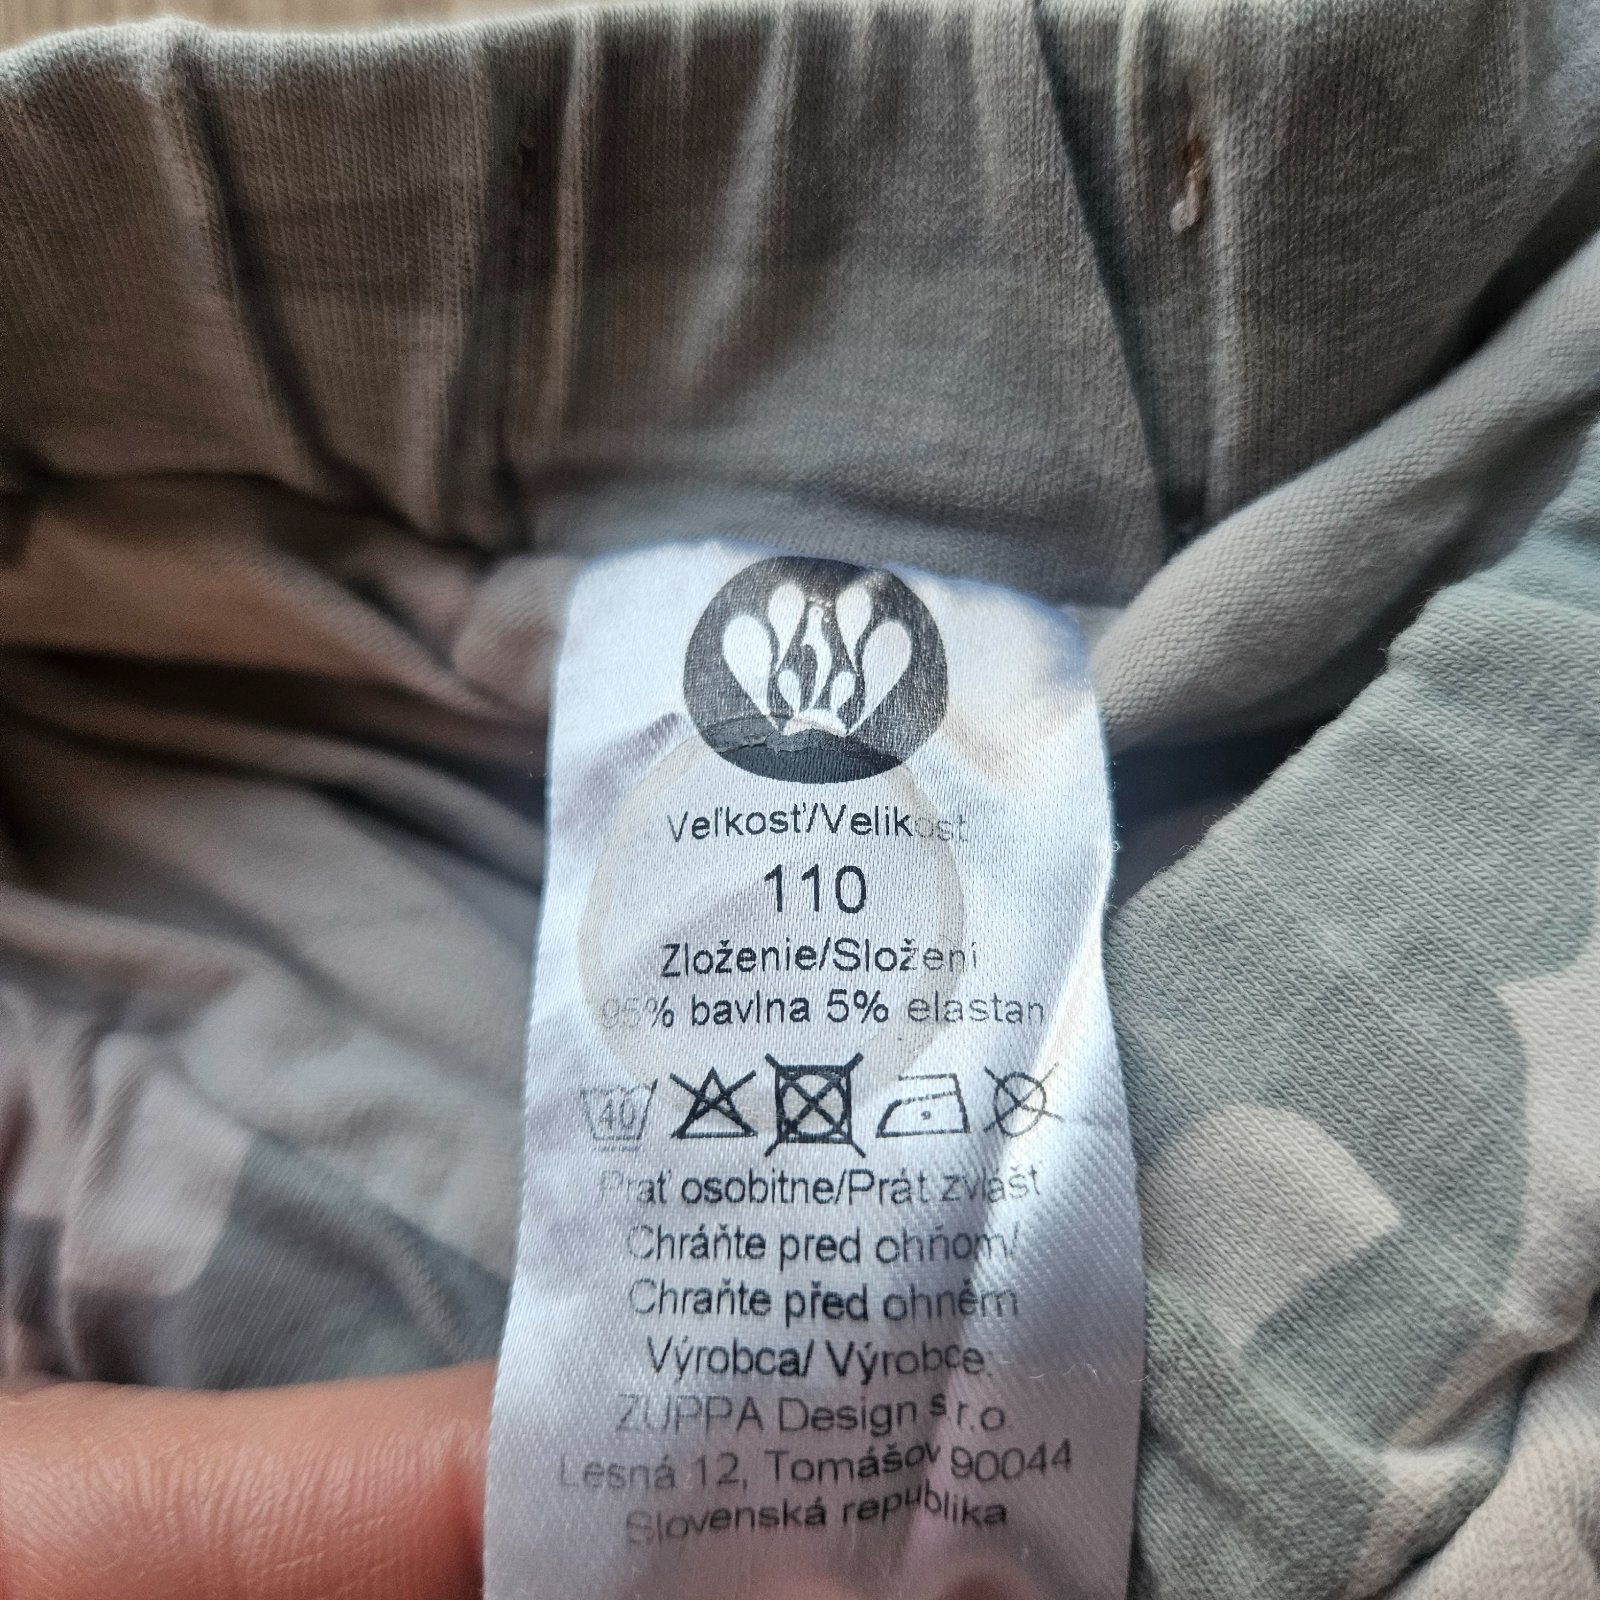 Veľkosť/Velikost
110
Zloženie/Složení
95% bavlna 5% elastan
40
Prať osobitne/Prát zvlášt
Chráňte pred ohňom/
Chraňte před ohněm
Výrobca/ Výrobce:
ZUPPA Design s.r.o.
Lesná 12, Tomášov 90044
Slovenská republika